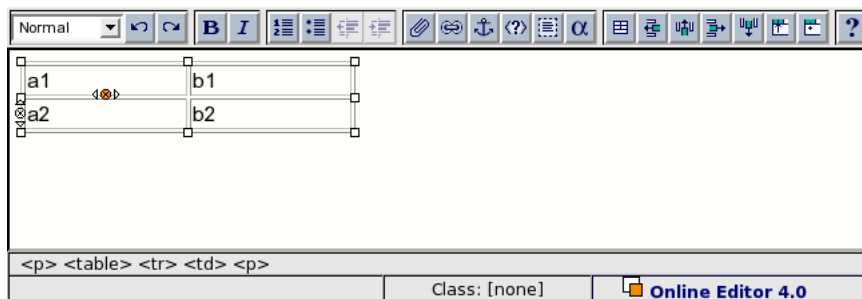 Normal B I α ?
a1 b1
a2 b2
<p> <table> <tr> <td> <p>
Class: [none] Online Editor 4.0